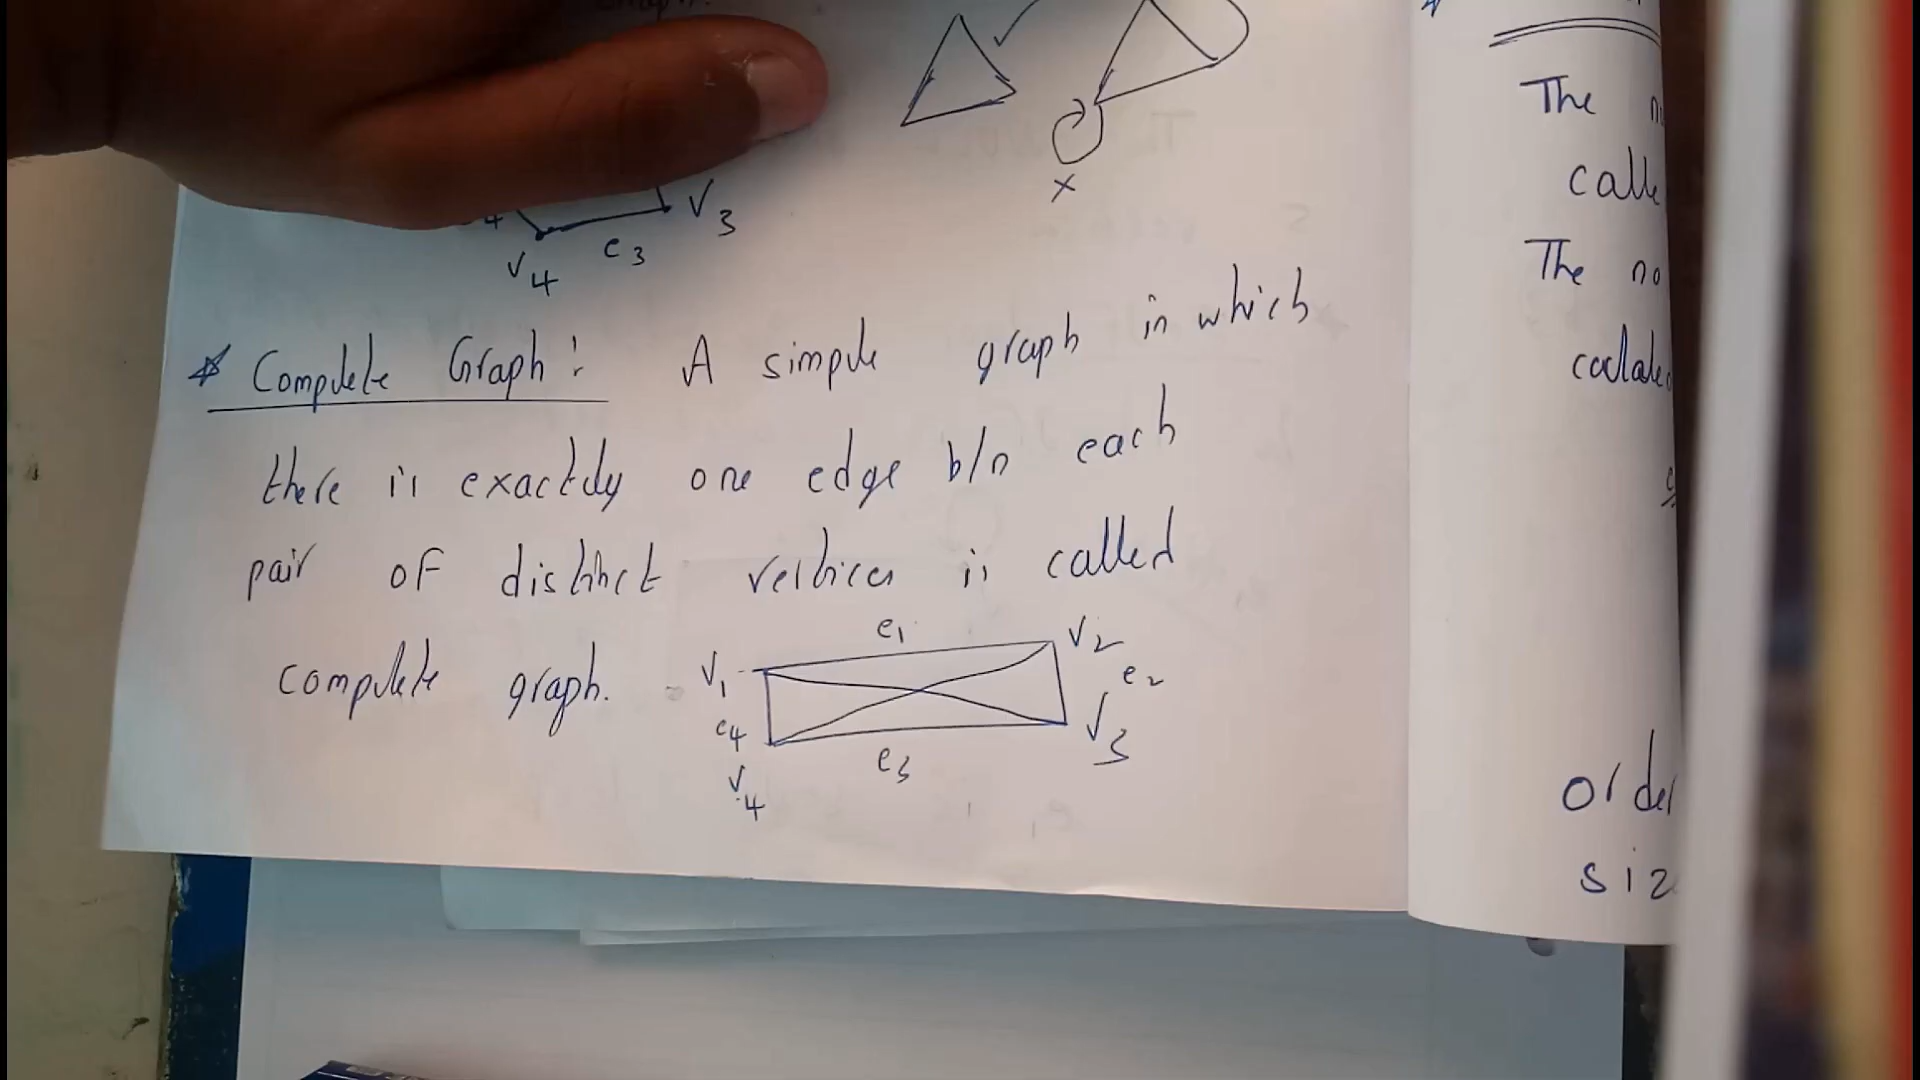 V3
e3
V4
x
* Complete Graph: A simple graph in which
there is exactly one edge b/n each
pair of distinct vertices is called
complete graph.
e1
V1
V2
e2
e4
V3
e3
V4
The
calle
The no
order
siz